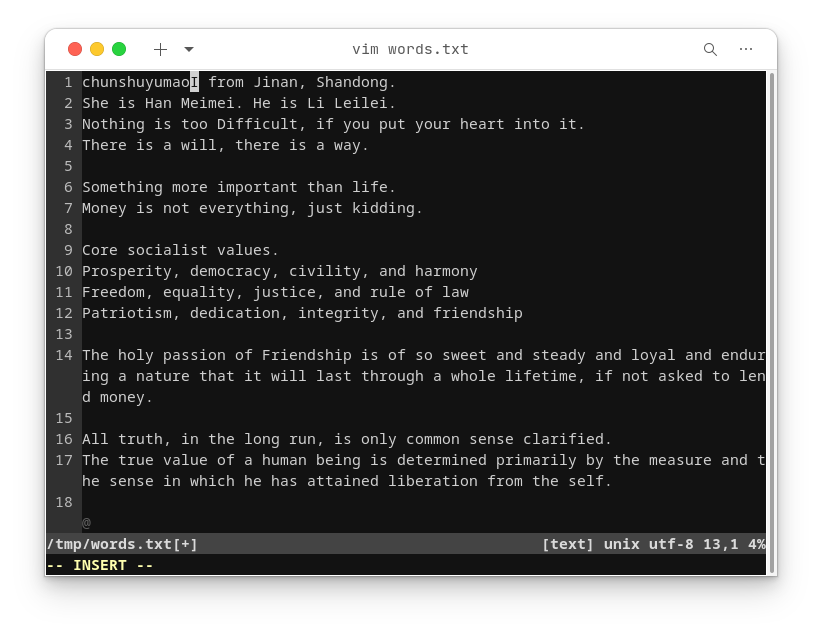 vim words.txt
1 chunshuyumaoI from Jinan, Shandong.
2 She is Han Meimei. He is Li Leilei.
3 Nothing is too Difficult, if you put your heart into it.
4 There is a will, there is a way.
5
6 Something more important than life.
7 Money is not everything, just kidding.
8
9 Core socialist values.
10 Prosperity, democracy, civility, and harmony
11 Freedom, equality, justice, and rule of law
12 Patriotism, dedication, integrity, and friendship
13
14 The holy passion of Friendship is of so sweet and steady and loyal and endur
ing a nature that it will last through a whole lifetime, if not asked to len
d money.
15
16 All truth, in the long run, is only common sense clarified.
17 The true value of a human being is determined primarily by the measure and t
he sense in which he has attained liberation from the self.
18
@
/tmp/words.txt[+] [text] unix utf-8 13,1 4%
-- INSERT --